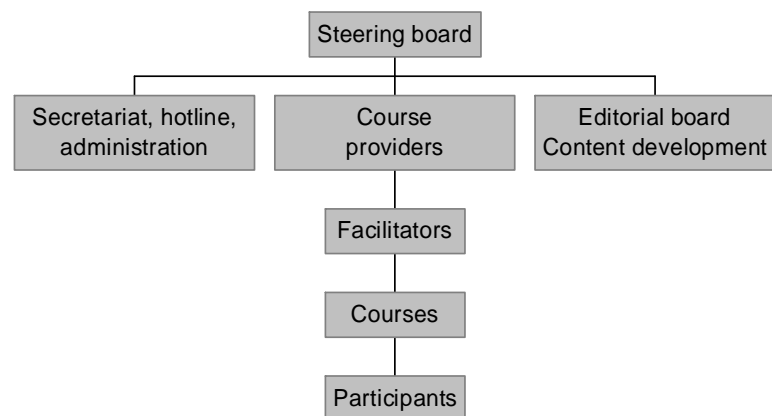 Steering board
Secretariat, hotline,
administration
Course
providers
Editorial board
Content development
Facilitators
Courses
Participants